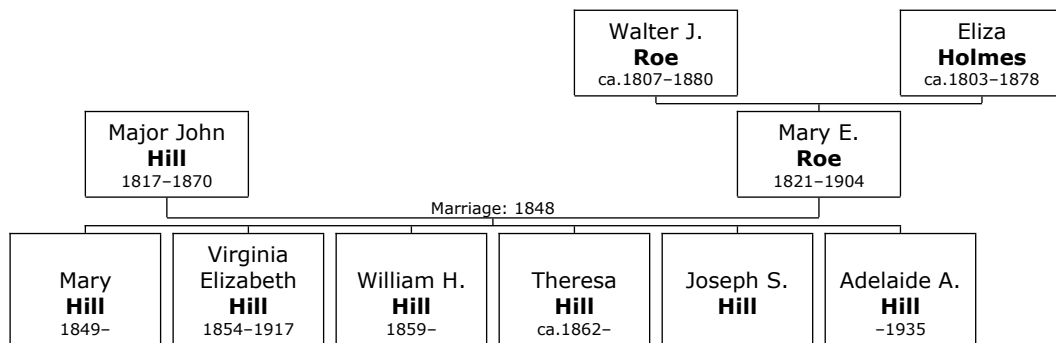 Walter J.
Roe
ca.1807–1880
Eliza
Holmes
ca.1803–1878
Major John
Hill
1817–1870
Mary E.
Roe
1821–1904
Marriage: 1848
Mary
Hill
1849–
Virginia
Elizabeth
Hill
1854–1917
William H.
Hill
1859–
Theresa
Hill
ca.1862–
Joseph S.
Hill
Adelaide A.
Hill
–1935